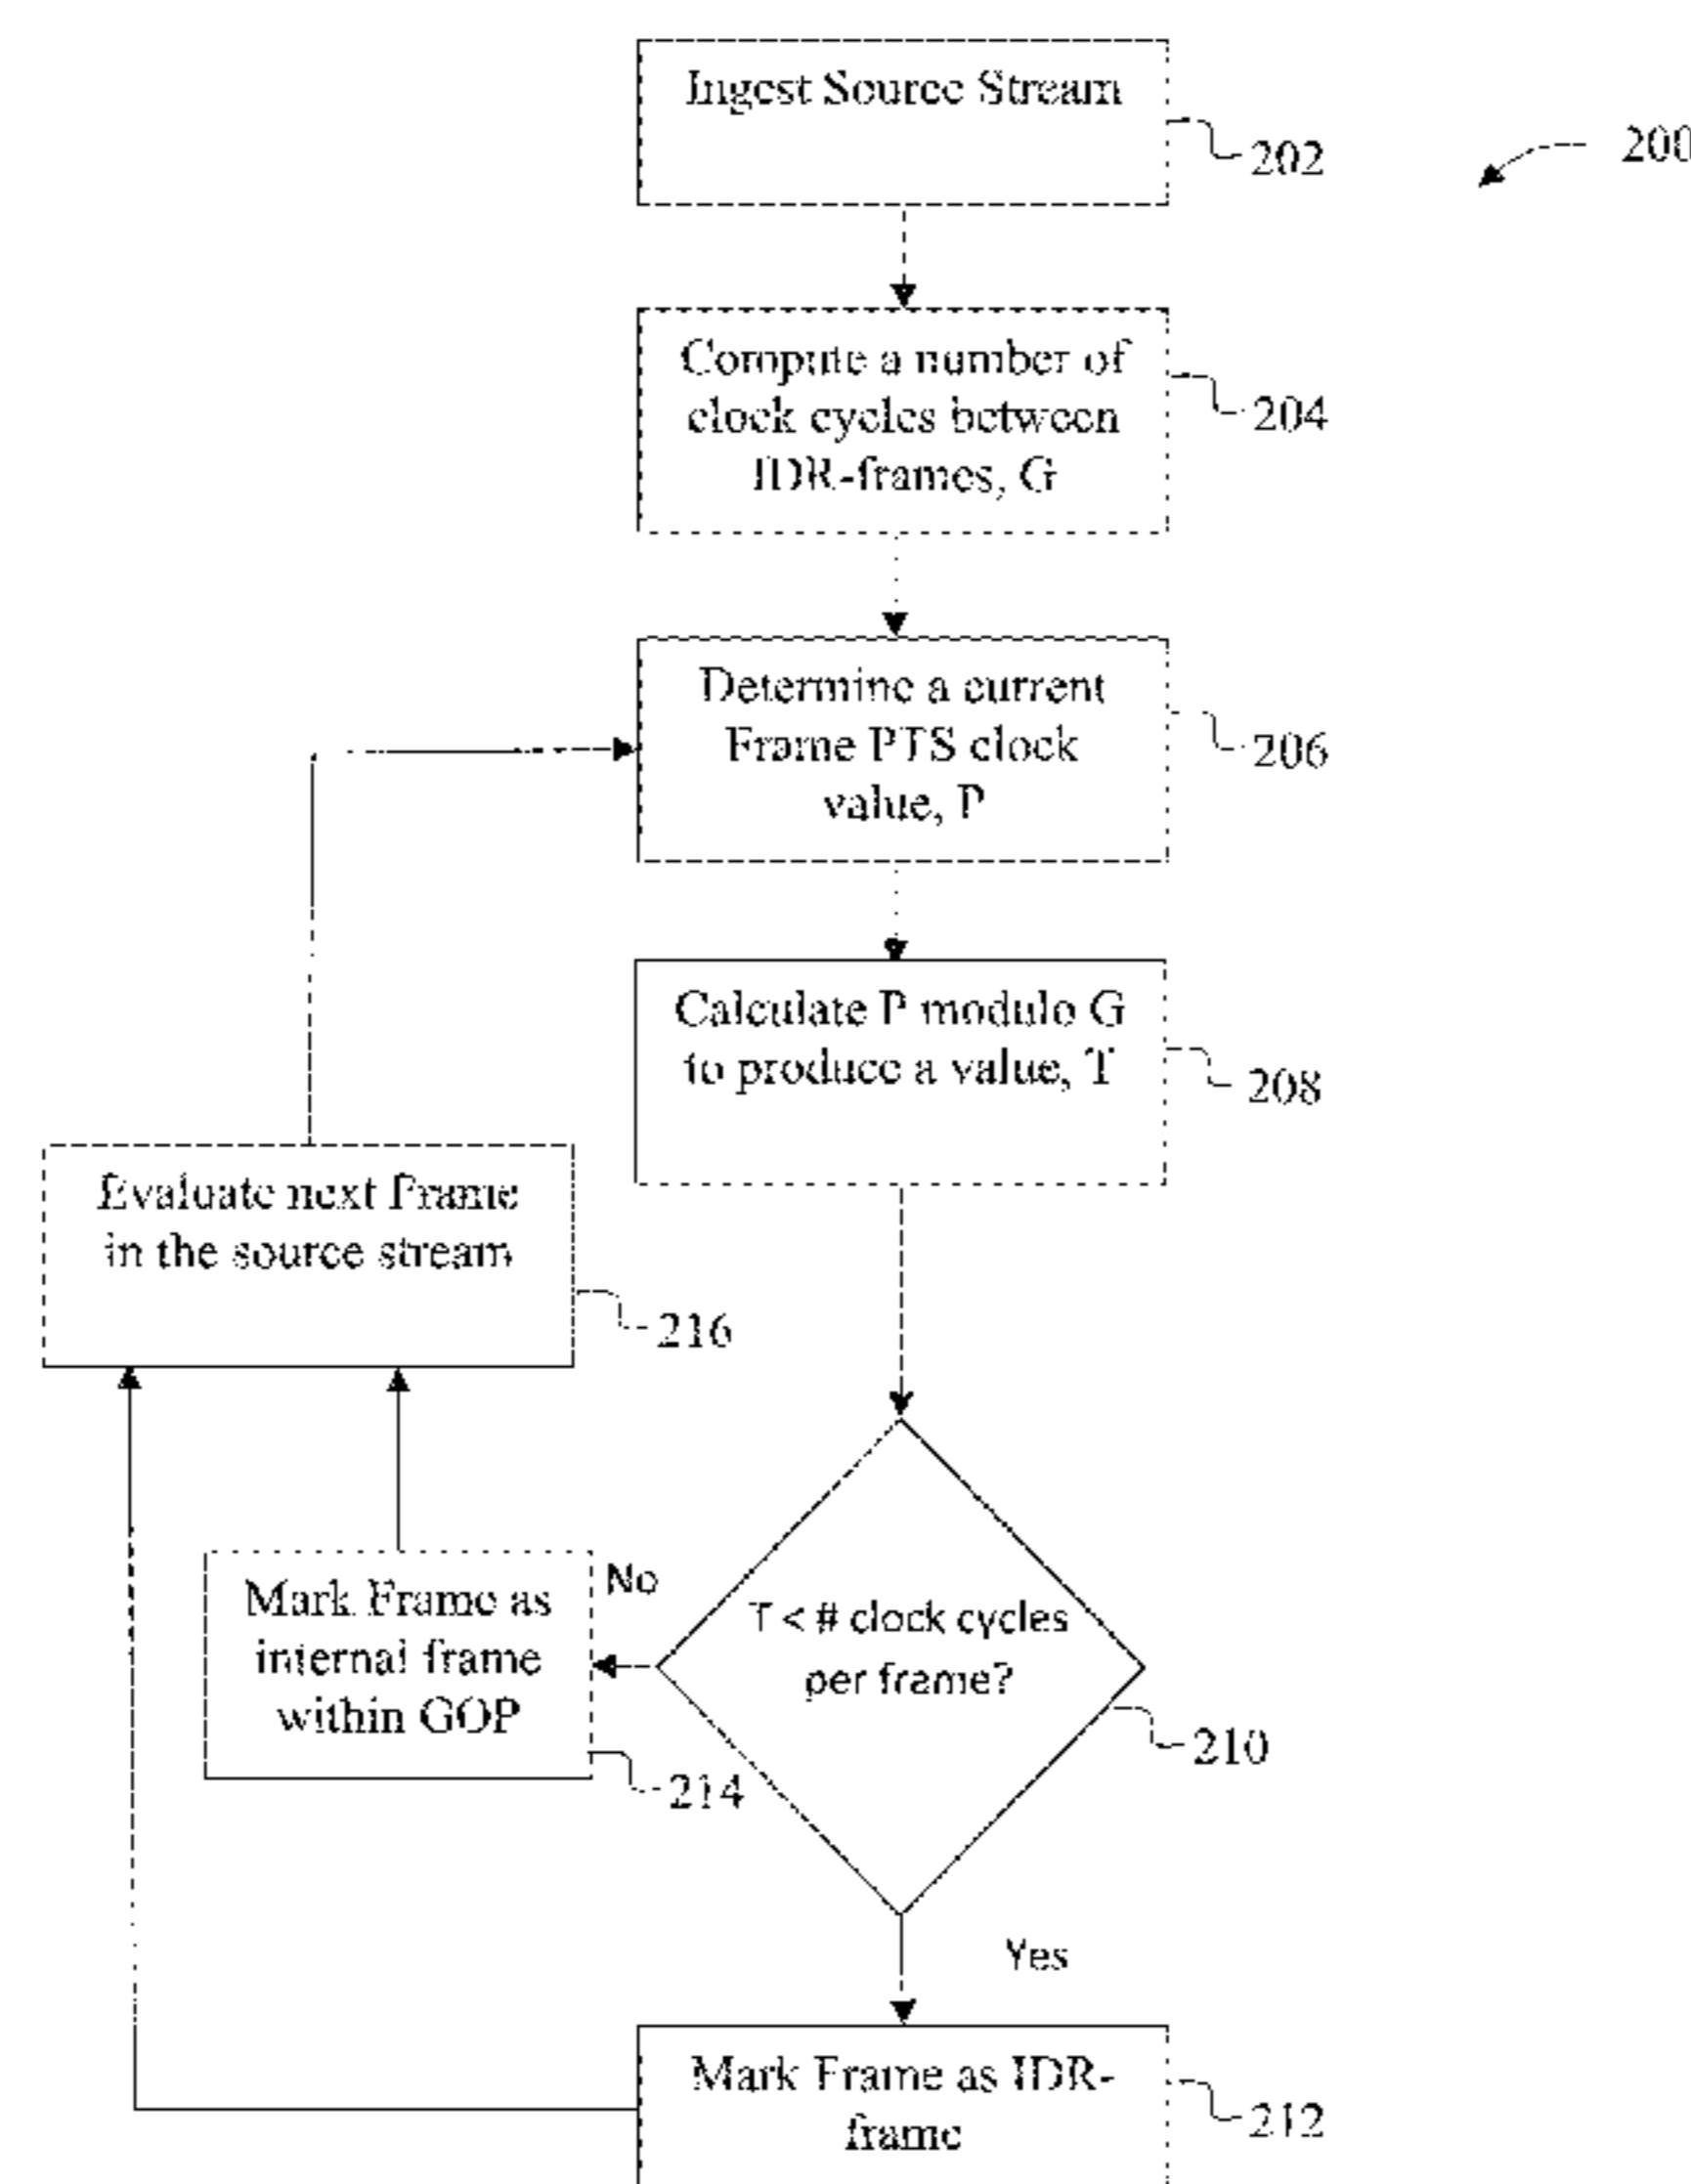 Ingest Source Stream
202
200
Compute a number of
clock cycles between
IDR-frames, G
204
Determine a current
Frame PTS clock
value, P
206
Calculate P modulo G
to produce a value, T
208
Evaluate next Frame
in the source stream
216
Mark Frame as
internal frame
within GOP
214
No
T < # clock cycles
per frame?
210
Yes
Mark Frame as IDR-
frame
212